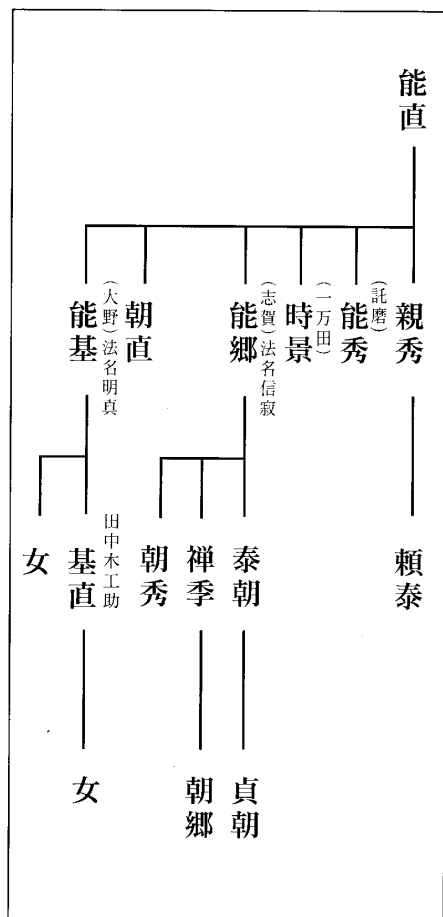 能直
親秀
(託磨)
能秀
(一万田)
時景
(志賀)法名信寂
能郷
朝直
(大野)法名明真
能基
頼泰
泰朝
禅季
朝秀
田中木工助
基直
女
貞朝
朝郷
女